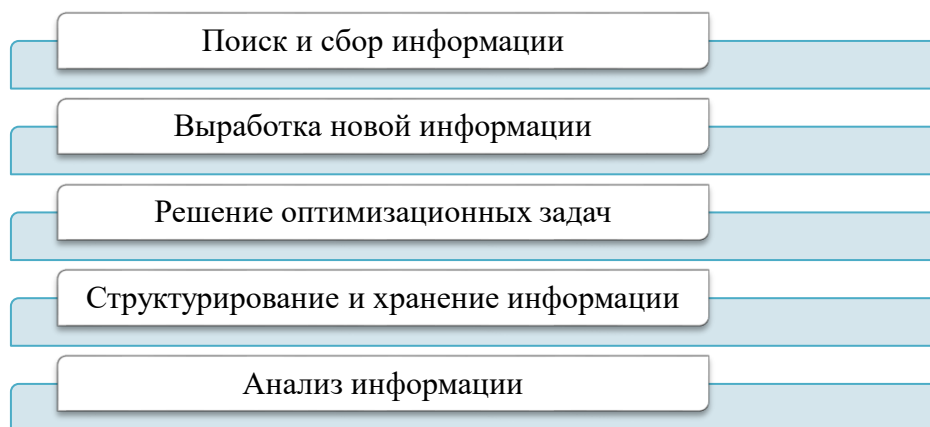 Поиск и сбор информации
Выработка новой информации
Решение оптимизационных задач
Структурирование и хранение информации
Анализ информации